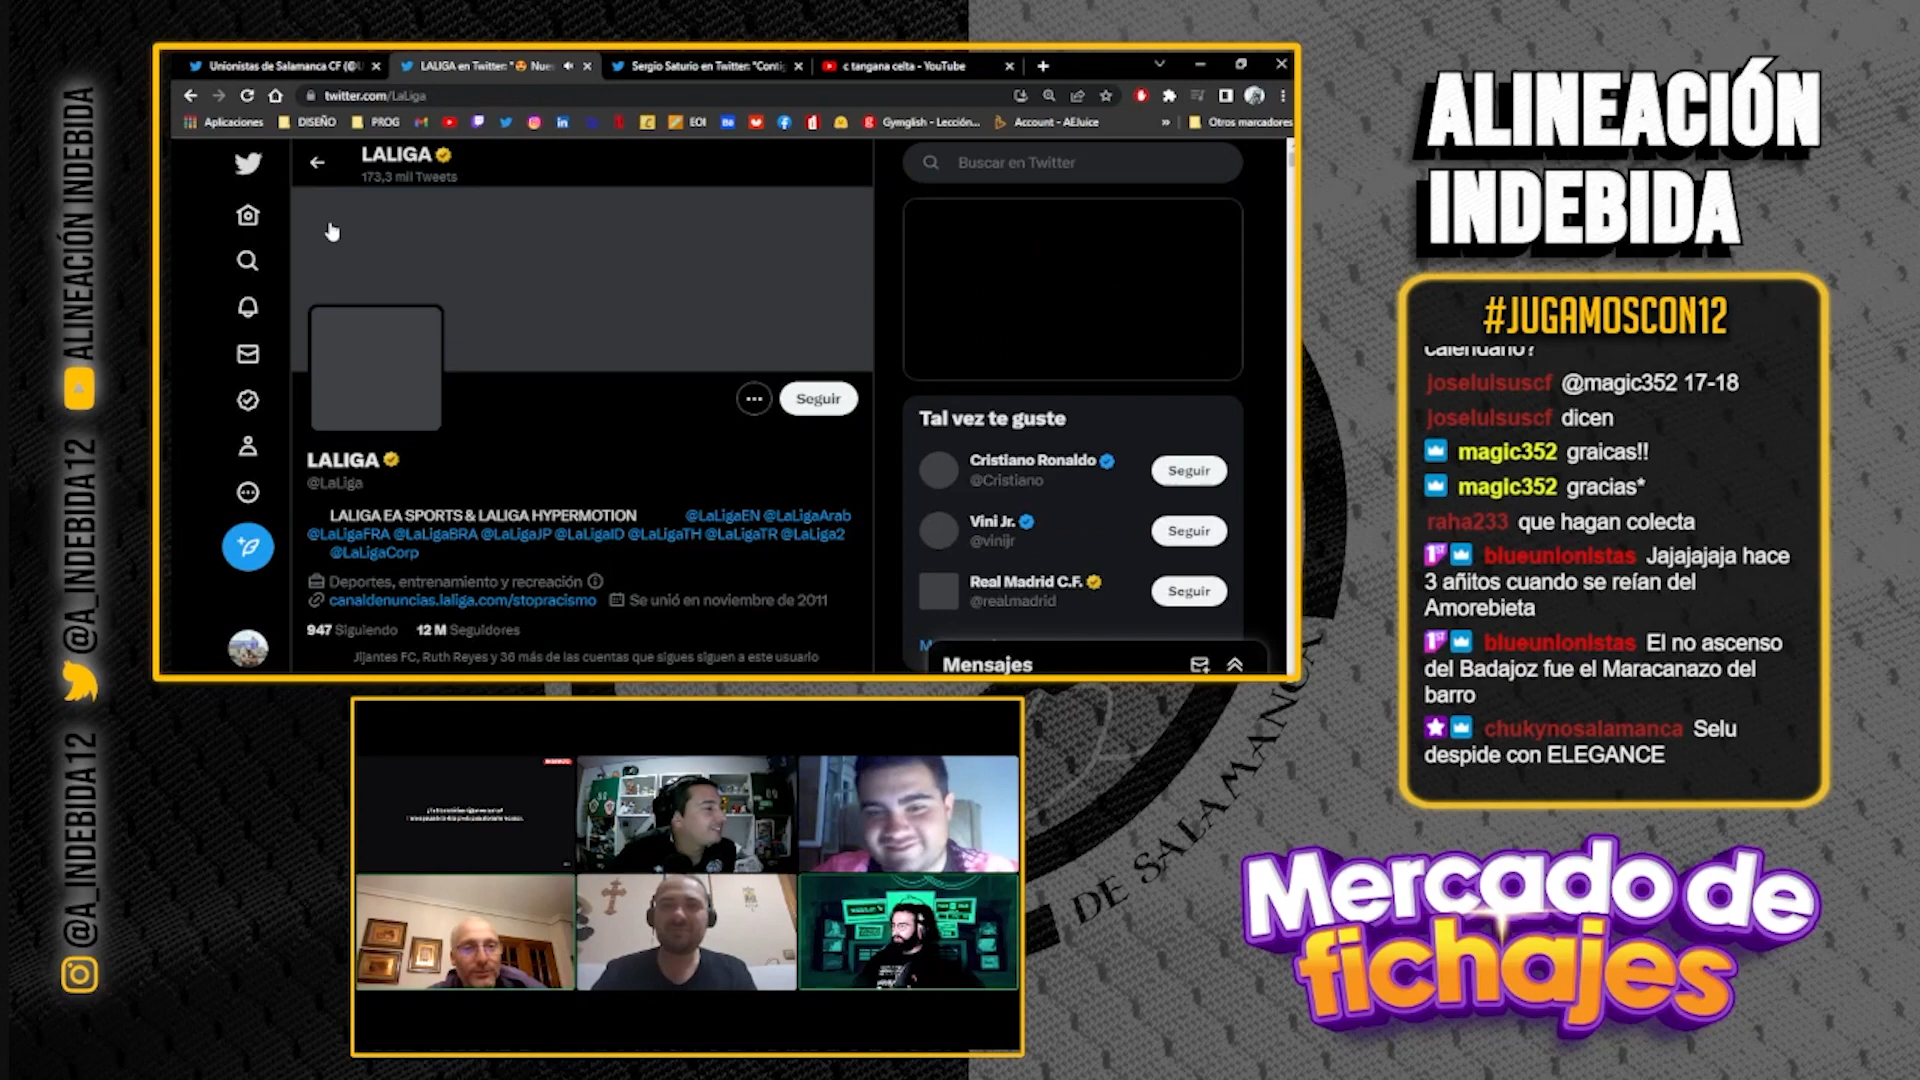 ALINEACIÓN INDEBIDA
@A_INDEBIDA12
@A_INDEBIDA12
Unionistas de Salamanca CF (@U
LALIGA en Twitter: "😍 Nue
Sergio Saturio en Twitter: "Conti
c tangana celta - YouTube
twitter.com/LaLiga
Aplicaciones
DISEÑO
PROG
EOI
Gymglish - Lección...
Account - AEJuice
»
Otros marcadores
LALIGA
173,3 mil Tweets
Buscar en Twitter
Seguir
LALIGA
@LaLiga
LALIGA EA SPORTS & LALIGA HYPERMOTION @LaLigaEN @LaLigaArab
@LaLigaFRA @LaLigaBRA @LaLigaJP @LaLigaID @LaLigaTH @LaLigaTR @LaLiga2
@LaLigaCorp
Deportes, entrenamiento y recreación
canaldenuncias.laliga.com/stopracismo Se unió en noviembre de 2011
947 Siguiendo 12 M Seguidores
Jijantes FC, Ruth Reyes y 36 más de las cuentas que sigues siguen a este usuario
Tal vez te guste
Cristiano Ronaldo
@Cristiano
Seguir
Vini Jr.
@vinijr
Seguir
Real Madrid C.F.
@realmadrid
Seguir
Mensajes
ALINEACIÓN
INDEBIDA
#JUGAMOSCON12
calendario?
joseluisuscf @magic352 17-18
joseluisuscf dicen
magic352 graicas!!
magic352 gracias*
raha233 que hagan colecta
blueunionistas Jajajajaja hace
3 añitos cuando se reían del
Amorebieta
blueunionistas El no ascenso
del Badajoz fue el Maracanazo del
barro
chukynosalamanca Selu
despide con ELEGANCE
DE SALAMANCA
Mercado de
fichajes